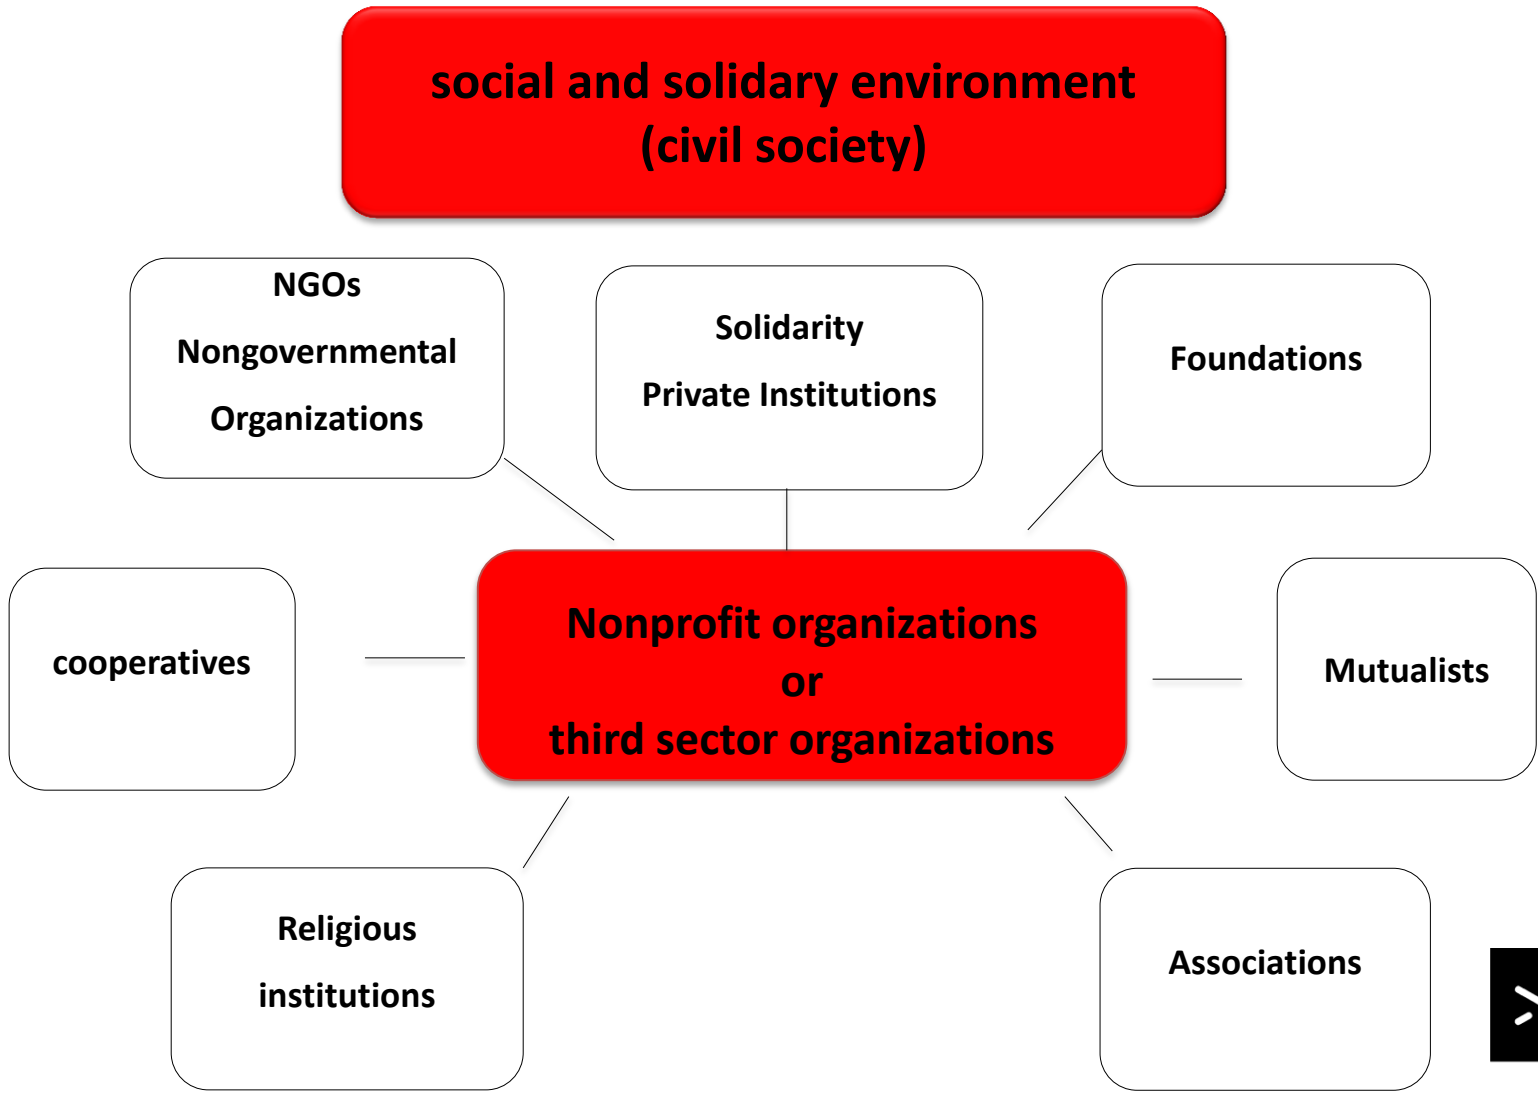 social and solidary environment
(civil society)
NGOs
Nongovernmental
Organizations
Solidarity
Private Institutions
Foundations
cooperatives
Nonprofit organizations
or
third sector organizations
Mutualists
Religious
institutions
Associations